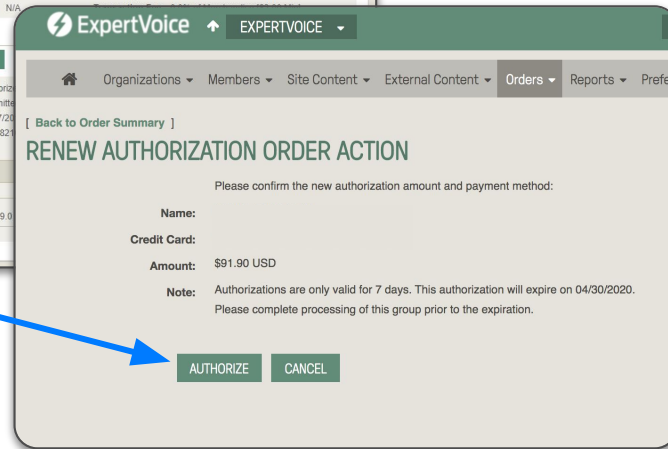 N/A
ExpertVoice EXPERTVOICE
Organizations Members Site Content External Content Orders Reports Prefe
[ Back to Order Summary ]
RENEW AUTHORIZATION ORDER ACTION
Please confirm the new authorization amount and payment method:
Name:
Credit Card:
Amount: $91.90 USD
Note: Authorizations are only valid for 7 days. This authorization will expire on 04/30/2020.
Please complete processing of this group prior to the expiration.
AUTHORIZE CANCEL